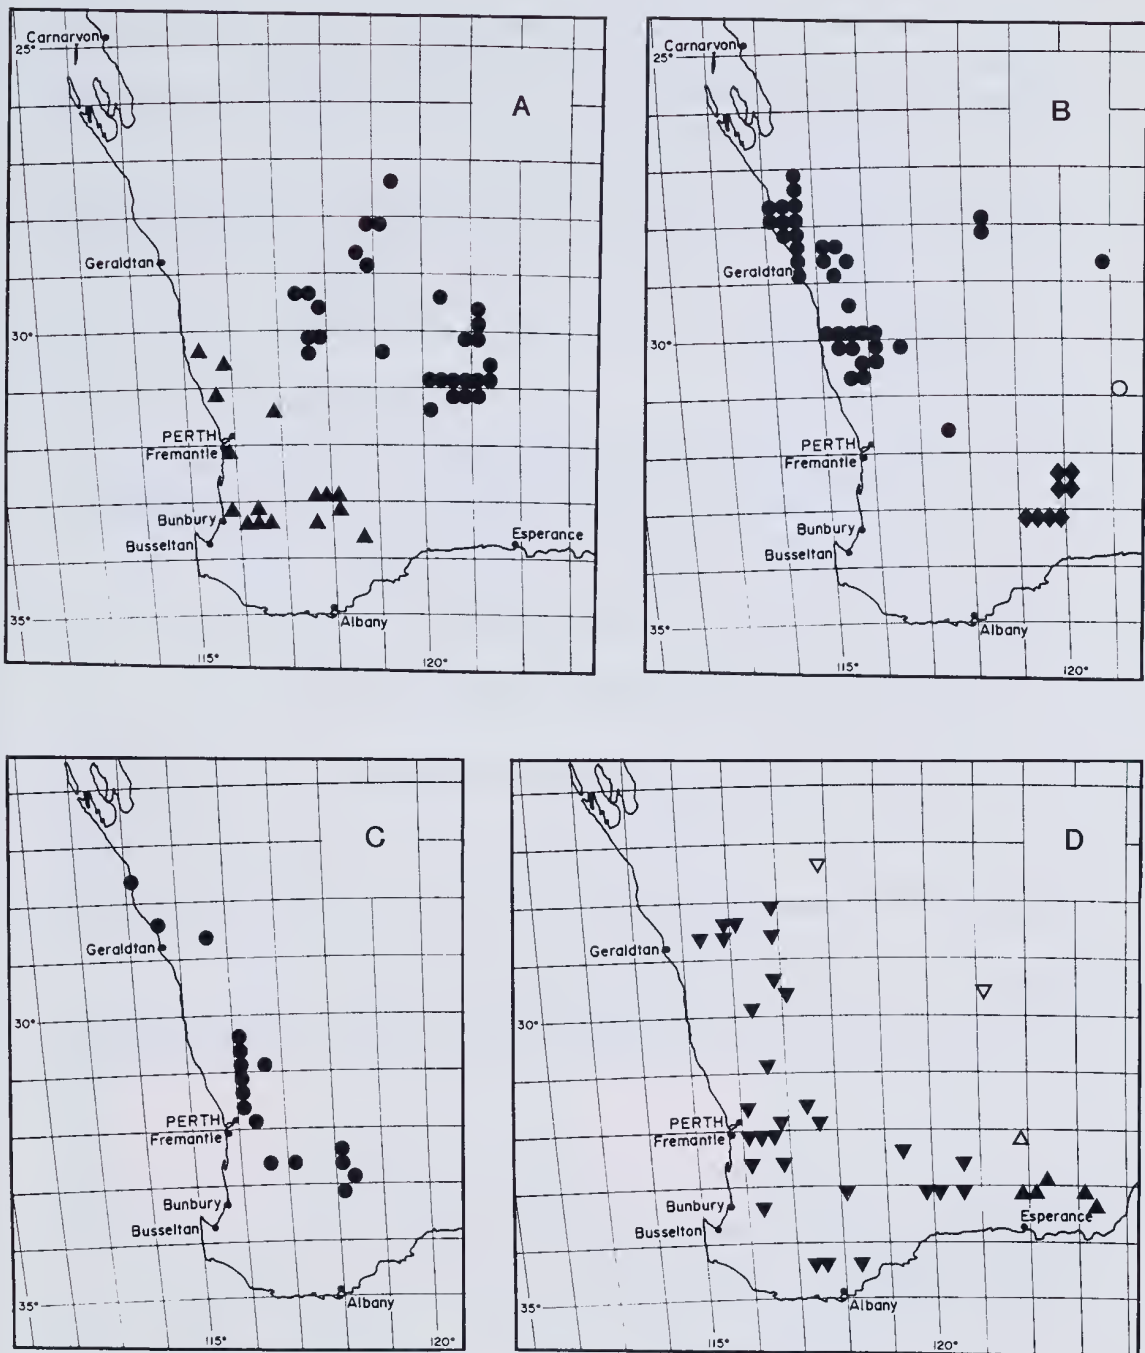 A
Carnarvon
25°
Geraldtan
30°
PERTH
Fremantle
Bunbury
Busseltan
Esperance
35°
Albany
115°
120°
B
Carnarvon
25°
Geraldtan
30°
PERTH
Fremantle
Bunbury
Busseltan
35°
Albany
115°
120°
C
Geraldtan
30°
PERTH
Fremantle
Bunbury
Busseltan
35°
Albany
115°
120°
D
Geraldtan
30°
PERTH
Fremantle
Bunbury
Busselton
Esperance
35°
Albany
115°
120°